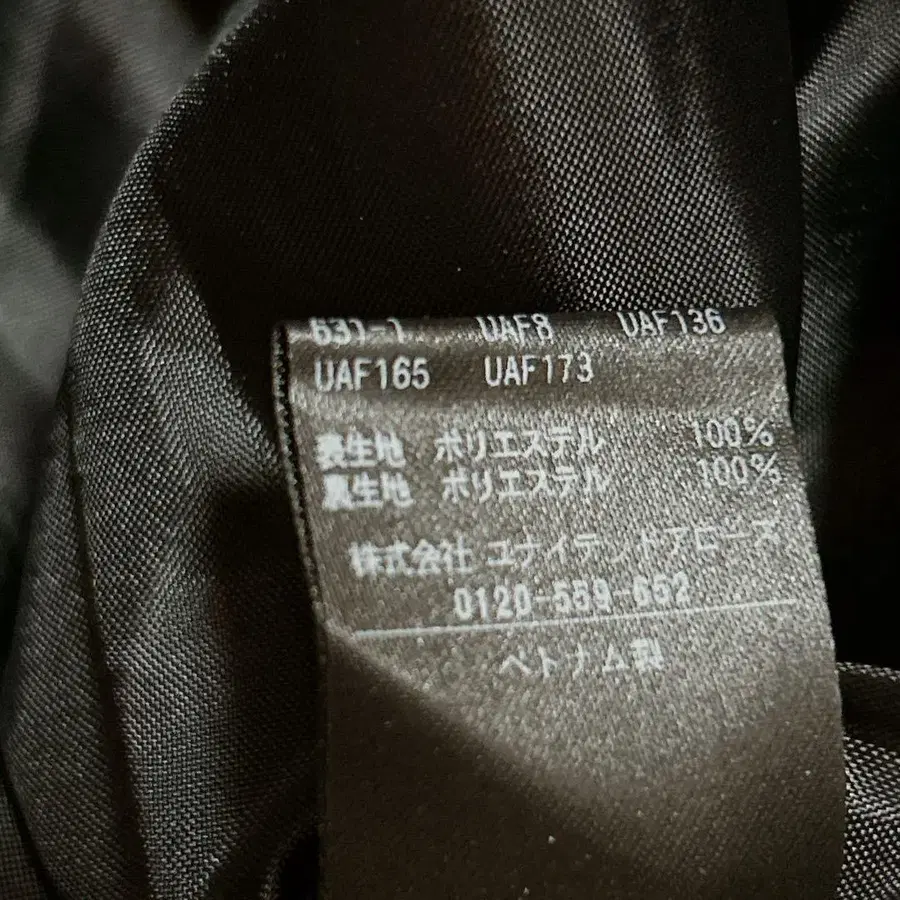 631-1 UAF8 UAF136
UAF165 UAF173
表生地 ポリエステル 100%
裏生地 ポリエステル 100%
株式会社 ユナイテッドアローズ
0120-559-652
ベトナム製